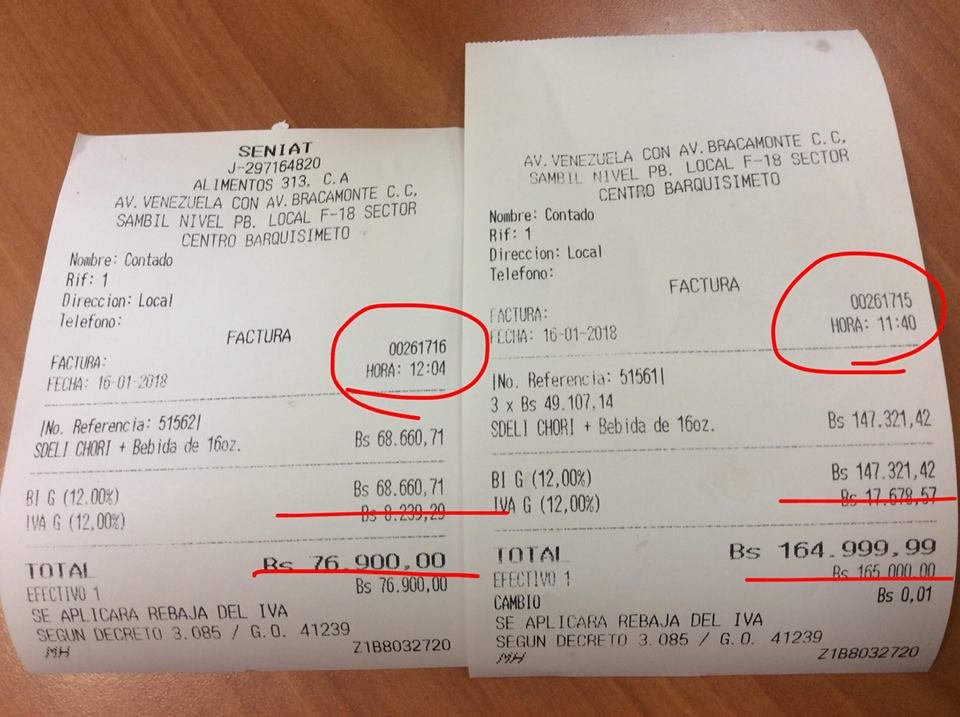 SENIAT
J-297164820
ALIMENTOS 313, C.A
AV. VENEZUELA CON AV. BRACAMONTE C.C,
SAMBIL NIVEL PB. LOCAL F-18 SECTOR
CENTRO BARQUISIMETO
Nombre: Contado
Rif: 1
Direccion: Local
Telefono:
FACTURA
FACTURA: 00261716
FECHA: 16-01-2018 HORA: 12:04
|No. Referencia: 51562|
SDELI CHORI + Bebida de 16oz. Bs 68.660,71
BI G (12,00%) Bs 68.660,71
IVA G (12,00%) Bs 8.239,29
TOTAL Bs 76.900,00
EFECTIVO 1 Bs 76.900,00
SE APLICARA REBAJA DEL IVA
SEGUN DECRETO 3.085 / G.O. 41239
MH Z1B8032720
AV. VENEZUELA CON AV. BRACAMONTE C.C,
SAMBIL NIVEL PB. LOCAL F-18 SECTOR
CENTRO BARQUISIMETO
Nombre: Contado
Rif: 1
Direccion: Local
Telefono:
FACTURA
FACTURA: 00261715
FECHA: 16-01-2018 HORA: 11:40
|No. Referencia: 51561|
3 x Bs 49.107,14
SDELI CHORI + Bebida de 16oz. Bs 147.321,42
BI G (12,00%) Bs 147.321,42
IVA G (12,00%) Bs 17.678,57
TOTAL Bs 164.999,99
EFECTIVO 1 Bs 165.000,00
CAMBIO Bs 0,01
SE APLICARA REBAJA DEL IVA
SEGUN DECRETO 3.085 / G.O. 41239
MH Z1B8032720